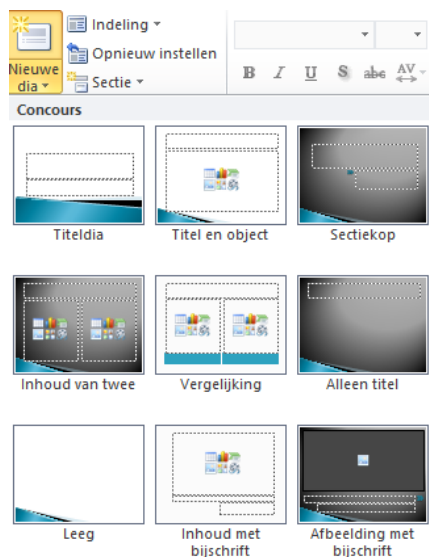 Indeling
Opnieuw instellen
Nieuwe
dia
Sectie
B I U S abc AV
Concours
Titeldia
Titel en object
Sectiekop
Inhoud van twee
Vergelijking
Alleen titel
Leeg
Inhoud met
bijschrift
Afbeelding met
bijschrift